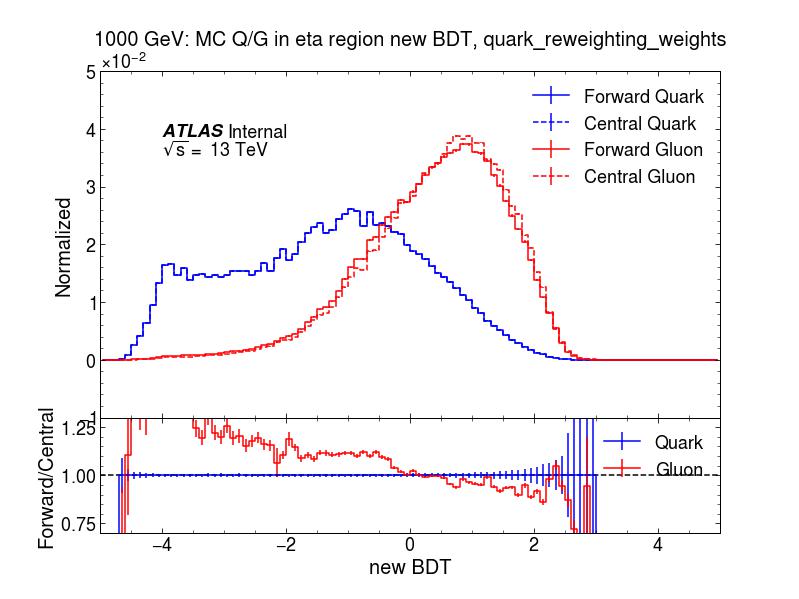 1000 GeV: MC Q/G in eta region new BDT, quark_reweighting_weights
×10⁻²
5
4
3
2
1
0
1
Normalized
ATLAS Internal
√s = 13 TeV
Forward Quark
Central Quark
Forward Gluon
Central Gluon
1.25
1.00
0.75
Forward/Central
Quark
Gluon
−4 −2 0 2 4
new BDT